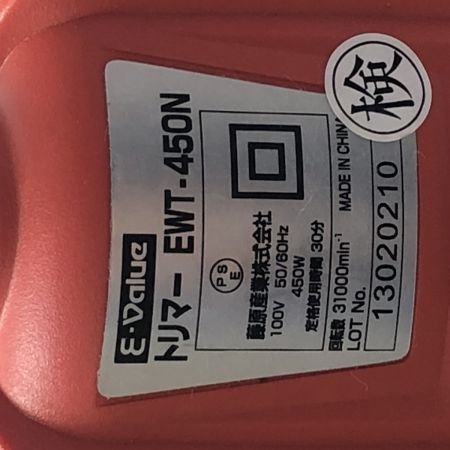 E-Value
トリマー EWT-450N
PSE
藤原産業株式会社
100V 50/60Hz
450W
定格使用時間 30分
回転数 31000min⁻¹ MADE IN CHINA
LOT No.
13020210
検